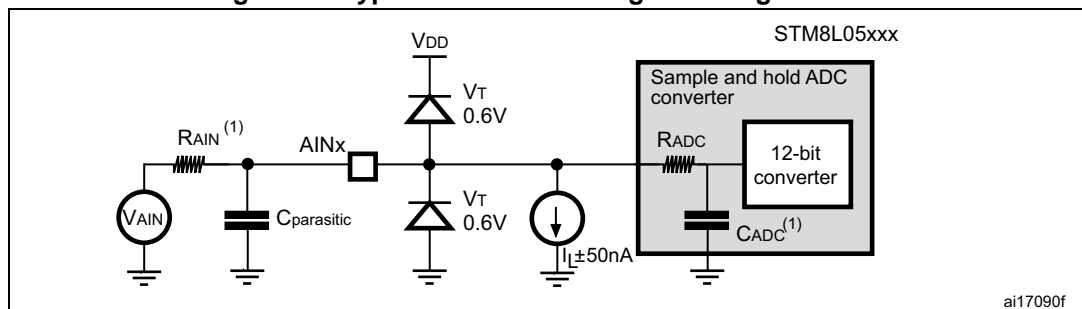 STM8L05xxx
VDD
Sample and hold ADC
converter
VT
0.6V
RAIN (1)
AINx
RADC
12-bit
converter
VAIN
Cparasitic
VT
0.6V
IL±50nA
CADC(1)
ai17090f